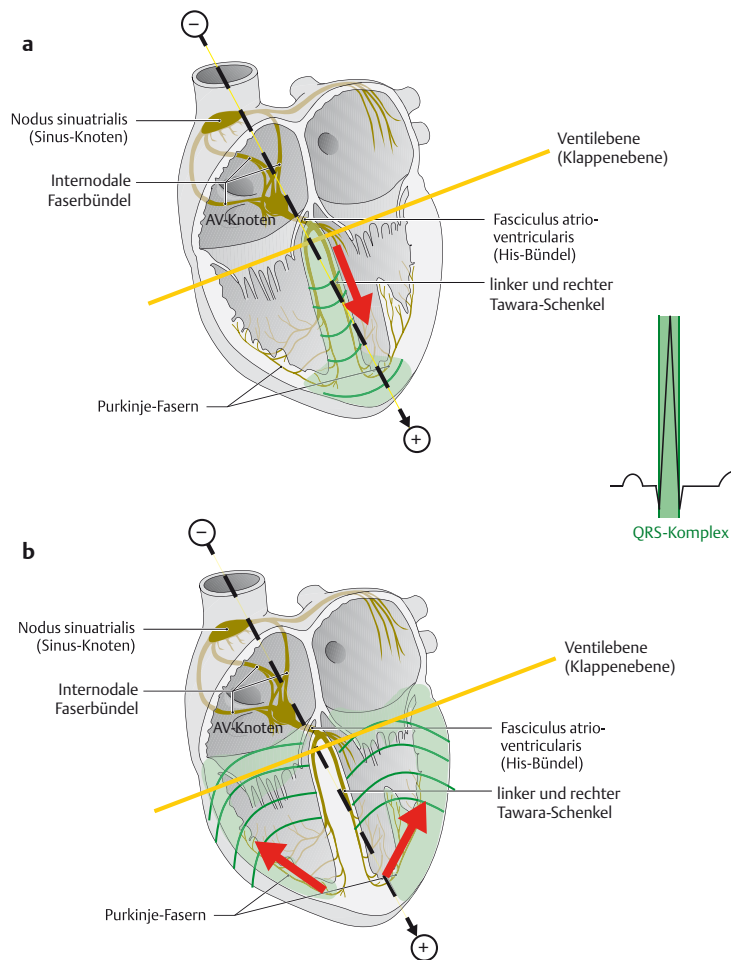 a
−
Nodus sinuatrialis
(Sinus-Knoten)
Internodale
Faserbündel
AV-Knoten
Ventilebene
(Klappenebene)
Fasciculus atrio-
ventricularis
(His-Bündel)
linker und rechter
Tawara-Schenkel
Purkinje-Fasern
+
QRS-Komplex
b
−
Nodus sinuatrialis
(Sinus-Knoten)
Internodale
Faserbündel
AV-Knoten
Ventilebene
(Klappenebene)
Fasciculus atrio-
ventricularis
(His-Bündel)
linker und rechter
Tawara-Schenkel
Purkinje-Fasern
+